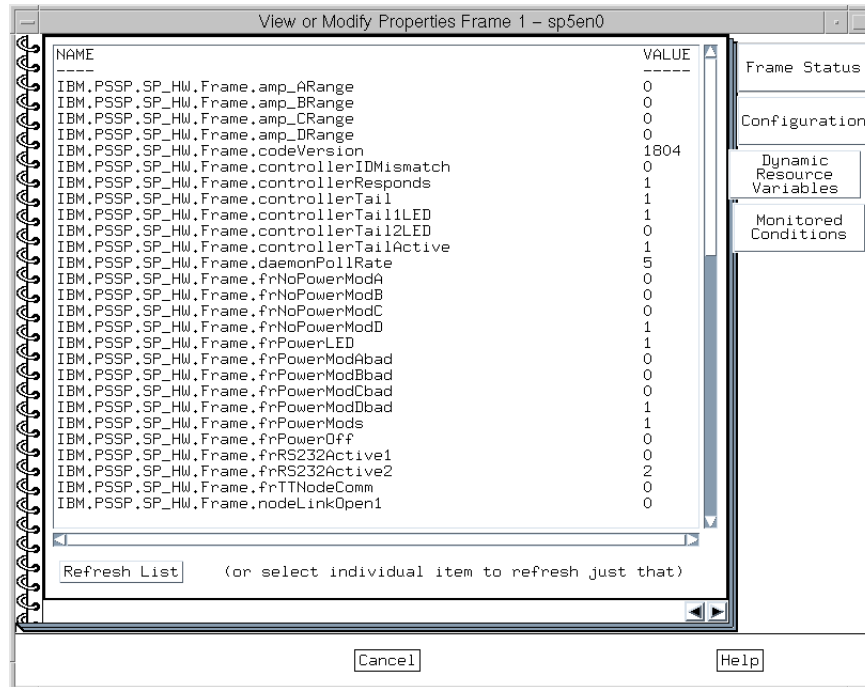 View or Modify Properties Frame 1 – sp5en0
NAME VALUE
---- -----
IBM.PSSP.SP_HW.Frame.amp_ARange 0
IBM.PSSP.SP_HW.Frame.amp_BRange 0
IBM.PSSP.SP_HW.Frame.amp_CRange 0
IBM.PSSP.SP_HW.Frame.amp_DRange 0
IBM.PSSP.SP_HW.Frame.codeVersion 1804
IBM.PSSP.SP_HW.Frame.controllerIDMismatch 0
IBM.PSSP.SP_HW.Frame.controllerResponds 1
IBM.PSSP.SP_HW.Frame.controllerTail 1
IBM.PSSP.SP_HW.Frame.controllerTail1LED 1
IBM.PSSP.SP_HW.Frame.controllerTail2LED 0
IBM.PSSP.SP_HW.Frame.controllerTailActive 1
IBM.PSSP.SP_HW.Frame.daemonPollRate 5
IBM.PSSP.SP_HW.Frame.frNoPowerModA 0
IBM.PSSP.SP_HW.Frame.frNoPowerModB 0
IBM.PSSP.SP_HW.Frame.frNoPowerModC 0
IBM.PSSP.SP_HW.Frame.frNoPowerModD 1
IBM.PSSP.SP_HW.Frame.frPowerLED 1
IBM.PSSP.SP_HW.Frame.frPowerModAbad 0
IBM.PSSP.SP_HW.Frame.frPowerModBbad 0
IBM.PSSP.SP_HW.Frame.frPowerModCbad 0
IBM.PSSP.SP_HW.Frame.frPowerModDbad 1
IBM.PSSP.SP_HW.Frame.frPowerMods 1
IBM.PSSP.SP_HW.Frame.frPowerOff 0
IBM.PSSP.SP_HW.Frame.frRS232Active1 0
IBM.PSSP.SP_HW.Frame.frRS232Active2 2
IBM.PSSP.SP_HW.Frame.frTTNodeComm 0
IBM.PSSP.SP_HW.Frame.nodeLinkOpen1 0
Refresh List (or select individual item to refresh just that)
Frame Status
Configuration
Dynamic
Resource
Variables
Monitored
Conditions
Cancel Help